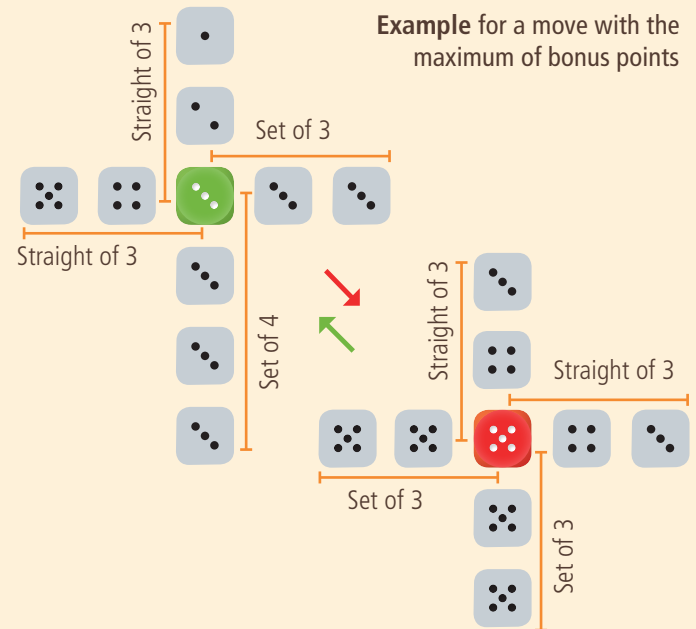 Example for a move with the
maximum of bonus points
Straight of 3
Set of 3
Straight of 3
Set of 4
Straight of 3
Straight of 3
Set of 3
Set of 3